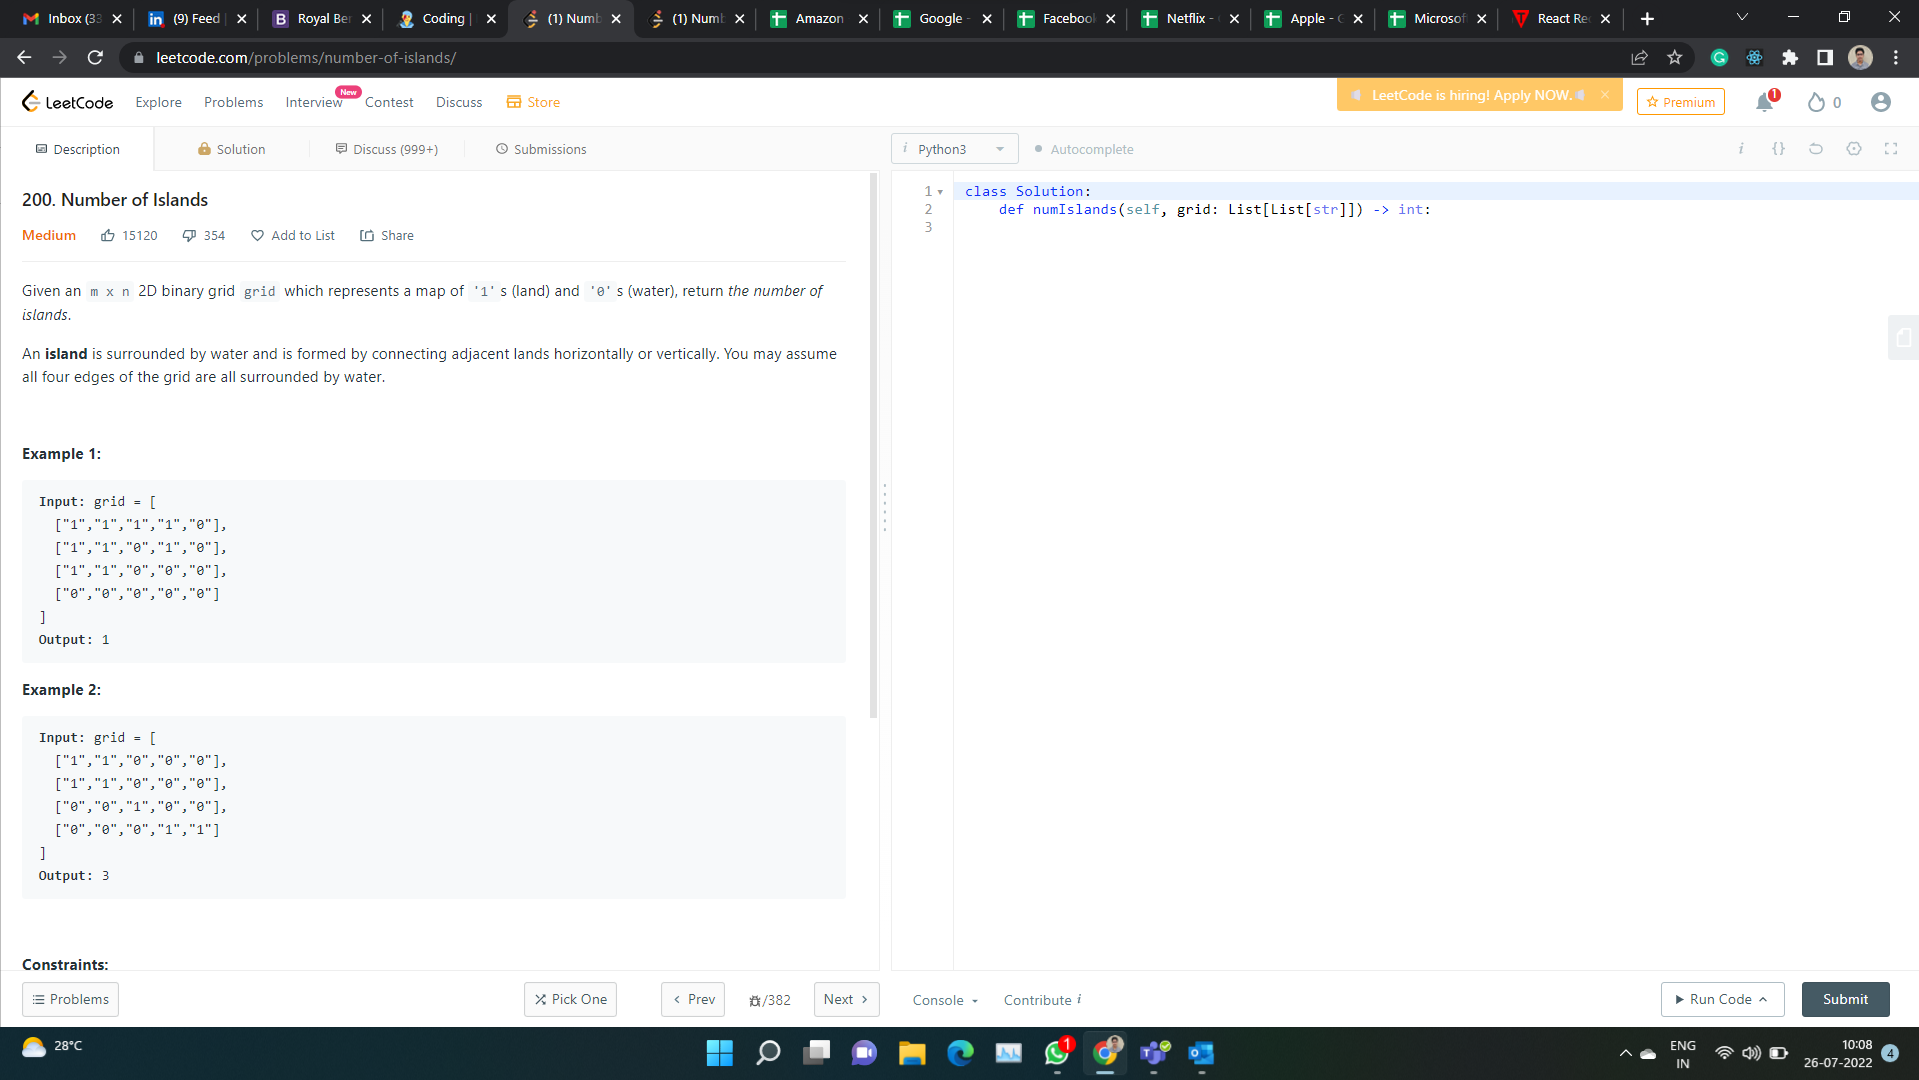 Inbox (33
(9) Feed
Royal Be
Coding |
(1) Numb
(1) Numb
Amazon
Google -
Facebook
Netflix -
Apple -
Microsof
React Re
leetcode.com/problems/number-of-islands/
LeetCode
Explore
Problems
Interview
New
Contest
Discuss
Store
LeetCode is hiring! Apply NOW.
Premium
1
0
Description
Solution
Discuss (999+)
Submissions
i Python3
Autocomplete
200. Number of Islands
Medium
15120
354
Add to List
Share
Given an m x n 2D binary grid grid which represents a map of '1' s (land) and '0' s (water), return the number of
islands.
An island is surrounded by water and is formed by connecting adjacent lands horizontally or vertically. You may assume
all four edges of the grid are all surrounded by water.
Example 1:
Input: grid = [
["1","1","1","1","0"],
["1","1","0","1","0"],
["1","1","0","0","0"],
["0","0","0","0","0"]
]
Output: 1
Example 2:
Input: grid = [
["1","1","0","0","0"],
["1","1","0","0","0"],
["0","0","1","0","0"],
["0","0","0","1","1"]
]
Output: 3
Constraints:
1 class Solution:
2 def numIslands(self, grid: List[List[str]]) -> int:
3
Problems
Pick One
Prev
/382
Next
Console
Contribute i
Run Code
Submit
28°C
1
ENG
IN
10:08
26-07-2022
4